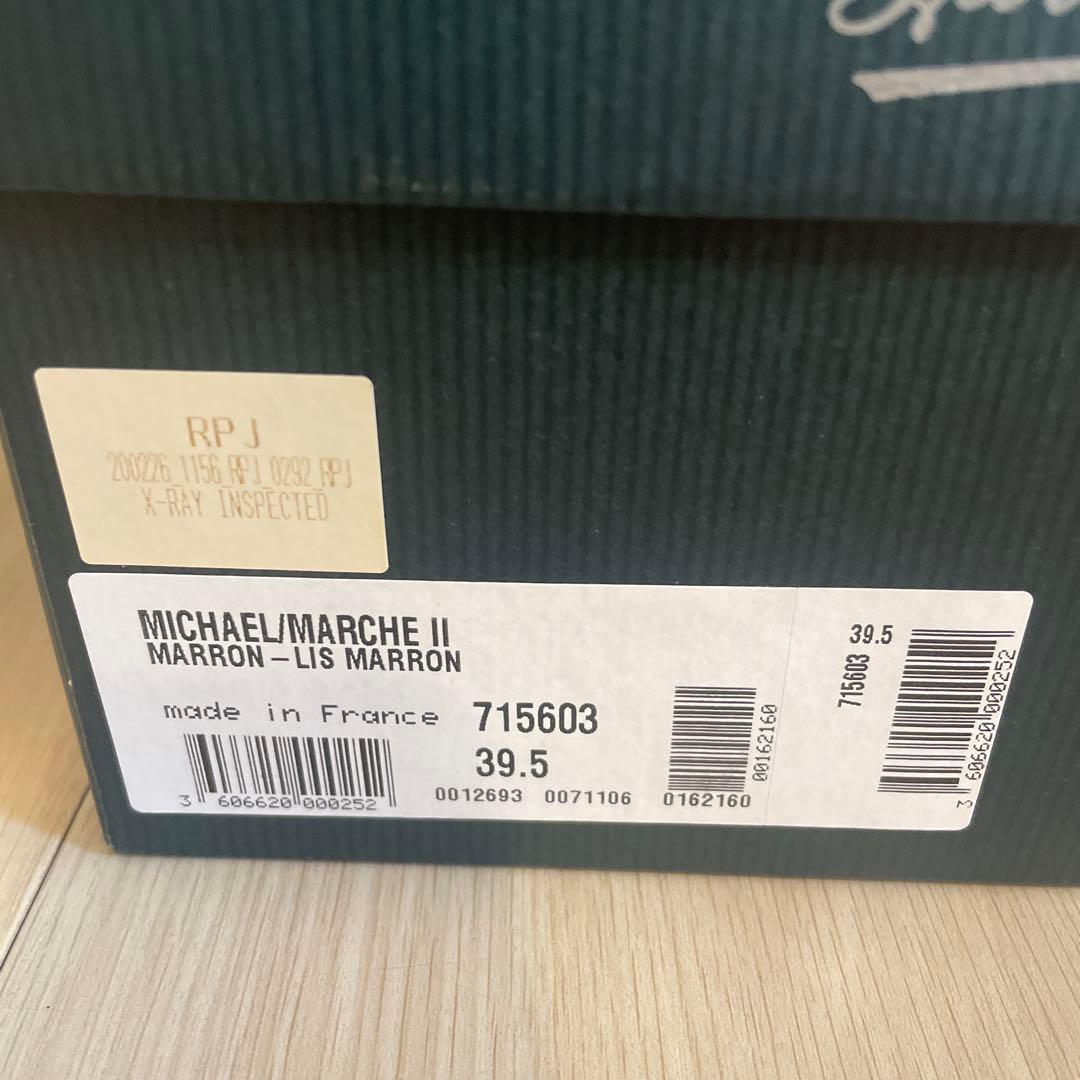 RPJ
200226_1156_RPJ_0292_RPJ
X-RAY INSPECTED
MICHAEL/MARCHE II
MARRON–LIS MARRON
made in France 715603
39.5
3 606620 000252
0012693 0071106 0162160
00162160
39.5
715603
3 606620 000252